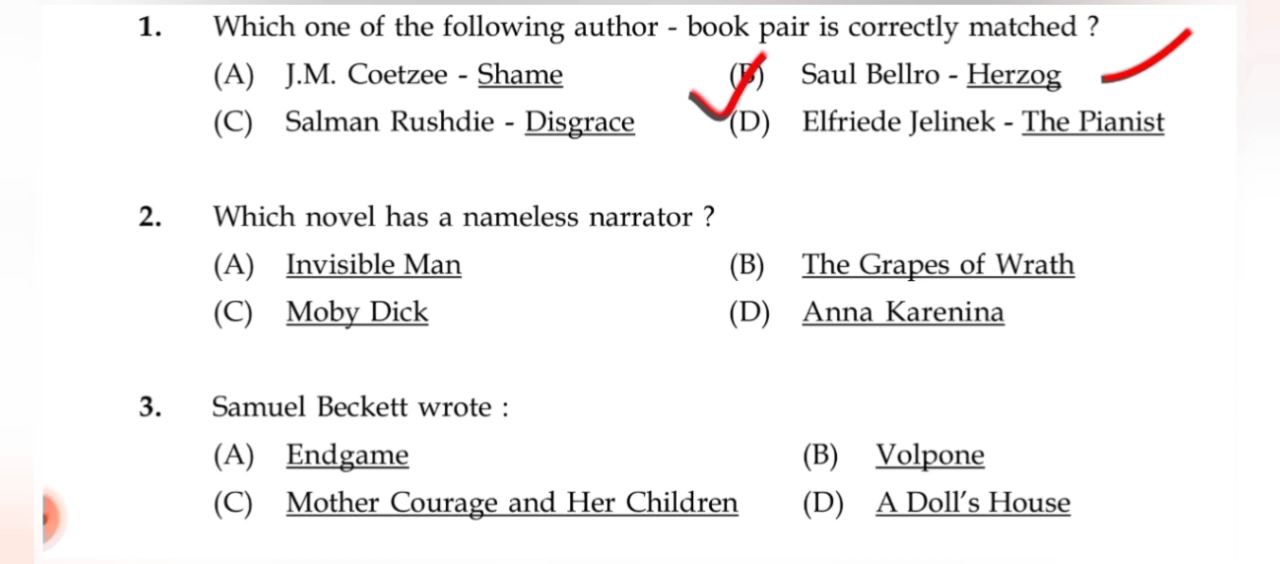 1. Which one of the following author - book pair is correctly matched ?
(A) J.M. Coetzee - Shame (B) Saul Bellro - Herzog
(C) Salman Rushdie - Disgrace (D) Elfriede Jelinek - The Pianist
2. Which novel has a nameless narrator ?
(A) Invisible Man (B) The Grapes of Wrath
(C) Moby Dick (D) Anna Karenina
3. Samuel Beckett wrote :
(A) Endgame (B) Volpone
(C) Mother Courage and Her Children (D) A Doll's House